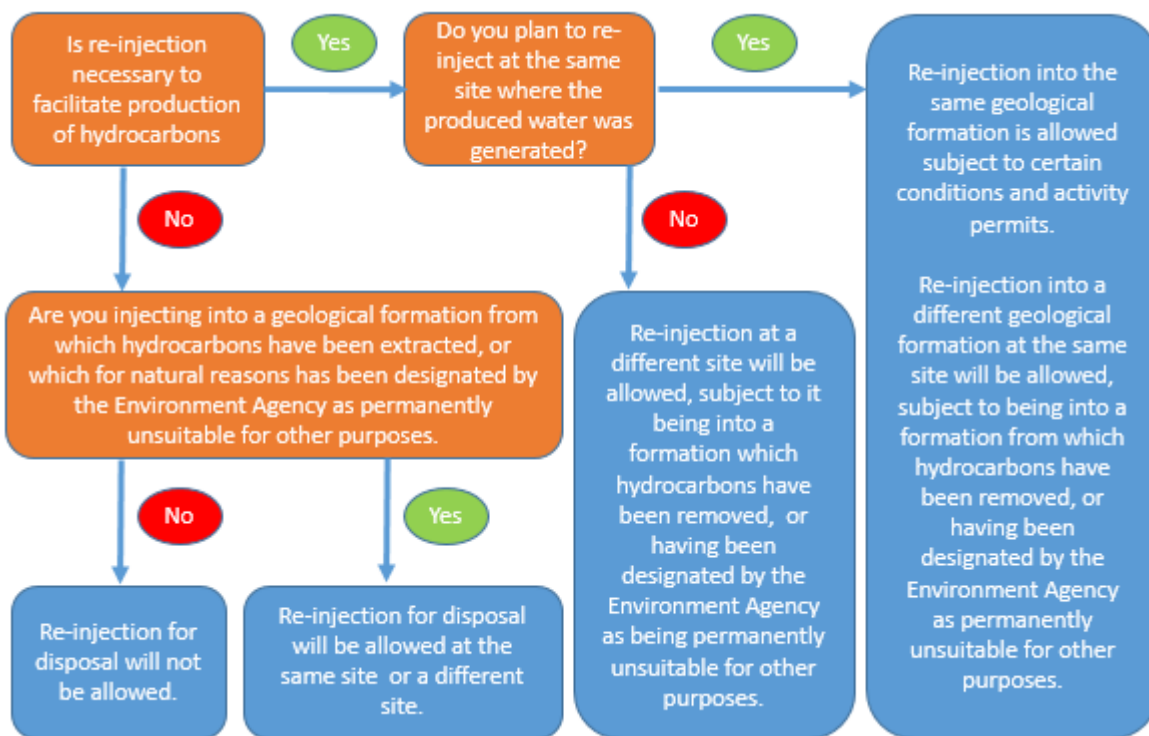 Is re-injection
necessary to
facilitate production
of hydrocarbons
Yes
Do you plan to re-
inject at the same
site where the
produced water was
generated?
Yes
Re-injection into the
same geological
formation is allowed
subject to certain
conditions and activity
permits.
Re-injection into a
different geological
formation at the same
site will be allowed,
subject to being into a
formation from which
hydrocarbons have
been removed, or
having been
designated by the
Environment Agency
as permanently
unsuitable for other
purposes.
No
No
Are you injecting into a geological formation from
which hydrocarbons have been extracted, or
which for natural reasons has been designated by
the Environment Agency as permanently
unsuitable for other purposes.
Re-injection at a
different site will be
allowed, subject to it
being into a
formation which
hydrocarbons have
been removed, or
having been
designated by the
Environment Agency
as being permanently
unsuitable for other
purposes.
No
Yes
Re-injection for
disposal will not
be allowed.
Re-injection for disposal
will be allowed at the
same site or a different
site.